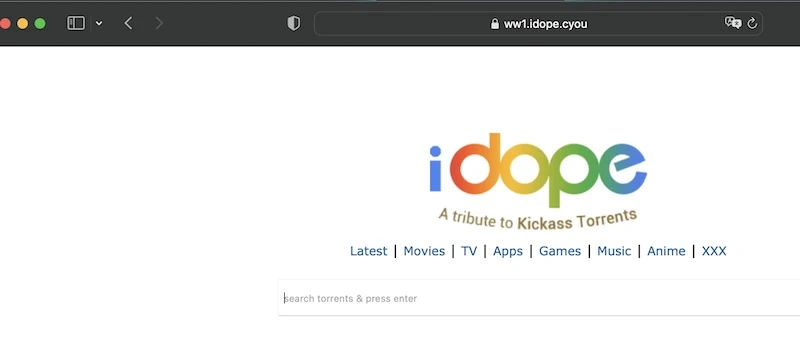 ww1.idope.cyou
idope
A tribute to Kickass Torrents
Latest | Movies | TV | Apps | Games | Music | Anime | XXX
search torrents & press enter